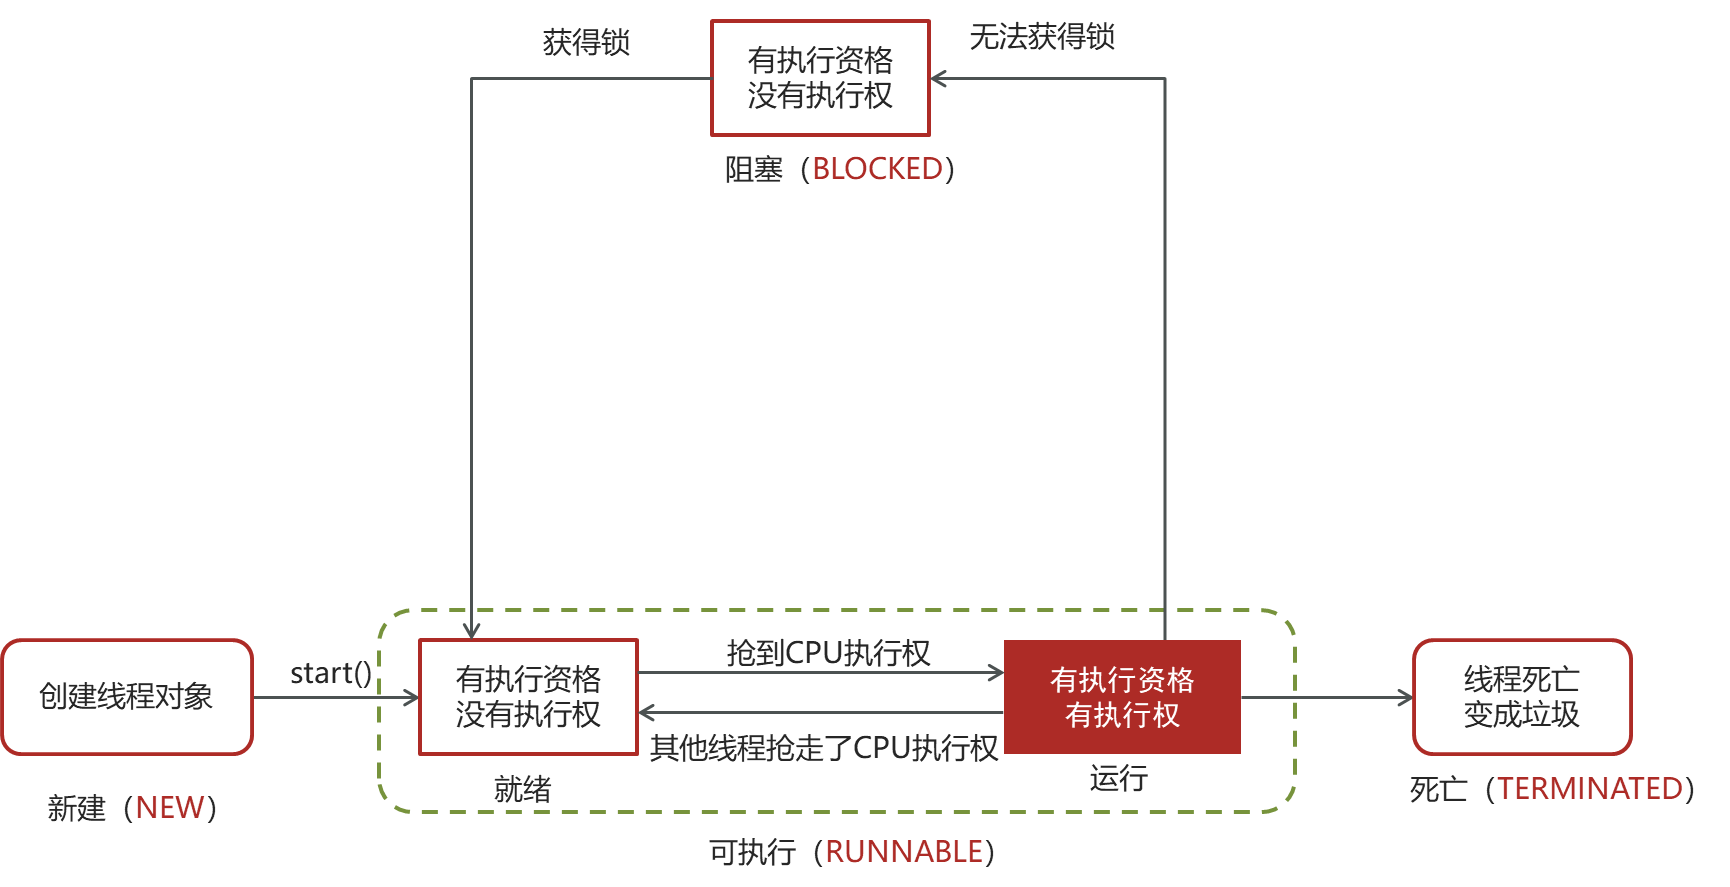 获得锁
有执行资格
没有执行权
无法获得锁
阻塞（BLOCKED）
创建线程对象
新建（NEW）
start()
有执行资格
没有执行权
就绪
抢到CPU执行权
其他线程抢走了CPU执行权
有执行资格
有执行权
运行
可执行（RUNNABLE）
线程死亡
变成垃圾
死亡（TERMINATED）